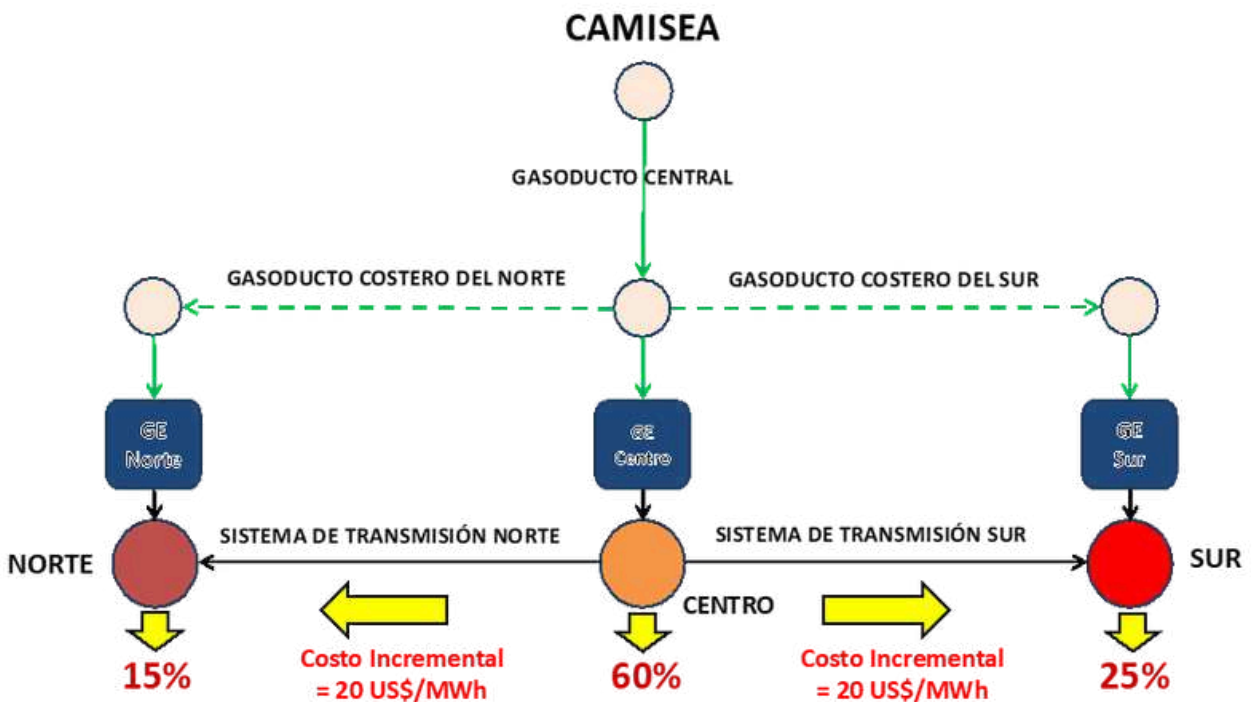 CAMISEA
GASODUCTO CENTRAL
GASODUCTO COSTERO DEL NORTE
GASODUCTO COSTERO DEL SUR
GE
Norte
GE
Centro
GE
Sur
SISTEMA DE TRANSMISIÓN NORTE
SISTEMA DE TRANSMISIÓN SUR
NORTE
SUR
CENTRO
15%
Costo Incremental
= 20 US$/MWh
60%
Costo Incremental
= 20 US$/MWh
25%